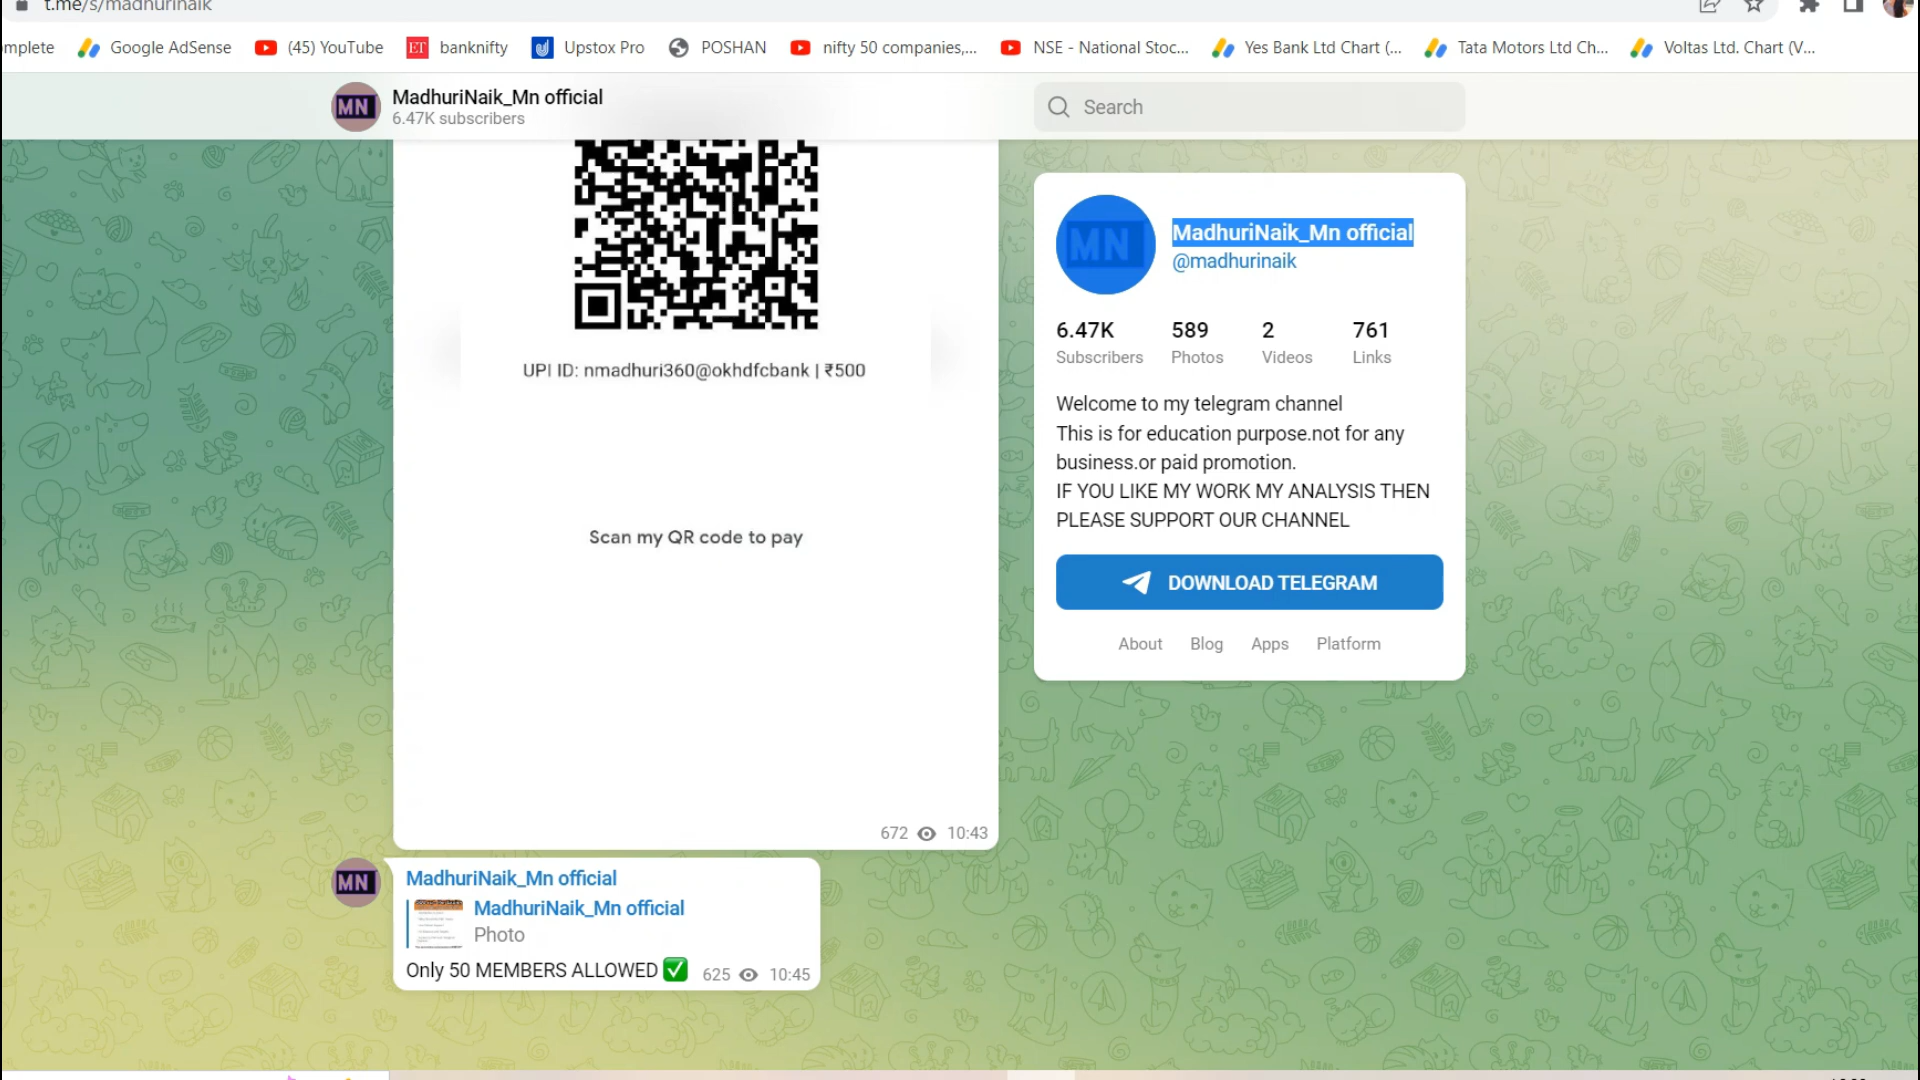 t.me/s/madhurinaik
mplete
Google AdSense
(45) YouTube
ET
banknifty
Upstox Pro
POSHAN
nifty 50 companies,...
NSE - National Stoc...
Yes Bank Ltd Chart (...
Tata Motors Ltd Ch...
Voltas Ltd. Chart (V...
MN
MadhuriNaik_Mn official
6.47K subscribers
Search
UPI ID: nmadhuri360@okhdfcbank | ₹500
Scan my QR code to pay
672 10:43
MN
MadhuriNaik_Mn official
MadhuriNaik_Mn official
Photo
Only 50 MEMBERS ALLOWED ✅ 625 10:45
MN
MadhuriNaik_Mn official
@madhurinaik
6.47K 589 2 761
Subscribers Photos Videos Links
Welcome to my telegram channel
This is for education purpose.not for any
business.or paid promotion.
IF YOU LIKE MY WORK MY ANALYSIS THEN
PLEASE SUPPORT OUR CHANNEL
DOWNLOAD TELEGRAM
About Blog Apps Platform